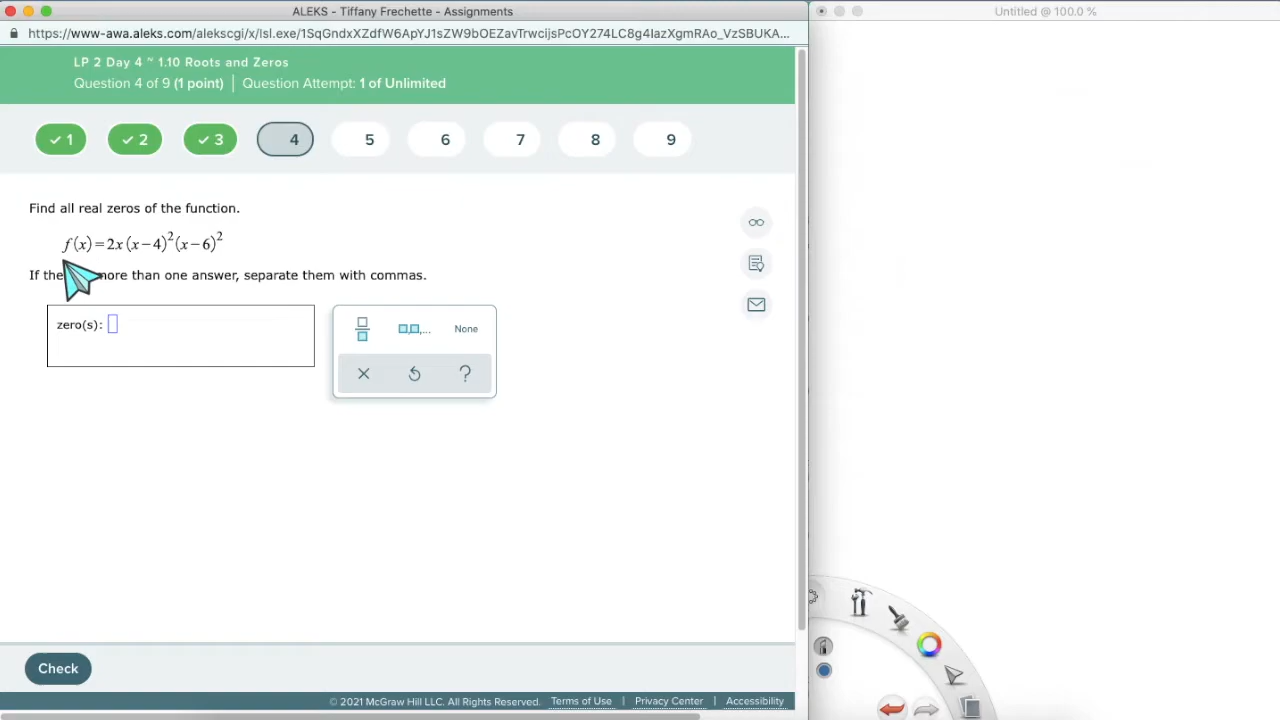 ALEKS - Tiffany Frechette - Assignments
Untitled @ 100.0 %
https://www-awa.aleks.com/alekscgi/x/lsl.exe/1SqGndxXZdfW6ApYJ1sZW9bOEZavTrwcijsPcOY274LC8g4IazXgmRAo_VzSBUKA...
LP 2 Day 4 ~ 1.10 Roots and Zeros
Question 4 of 9 (1 point) | Question Attempt: 1 of Unlimited
✓ 1 ✓ 2 ✓ 3 4 5 6 7 8 9
Find all real zeros of the function.
f(x)=2x(x−4)²(x−6)²
If the more than one answer, separate them with commas.
zero(s):
None
Check
© 2021 McGraw Hill LLC. All Rights Reserved. Terms of Use | Privacy Center | Accessibility